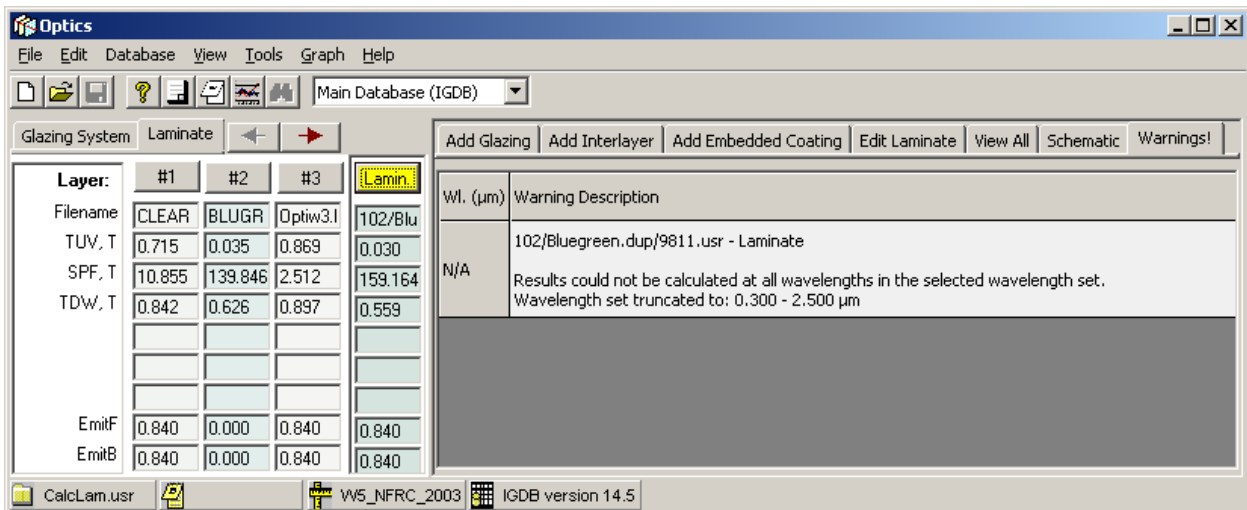 Optics
File Edit Database View Tools Graph Help
Main Database (IGDB)
Glazing System Laminate
Add Glazing Add Interlayer Add Embedded Coating Edit Laminate View All Schematic Warnings!
Layer: #1 #2 #3 Lamin.
Filename CLEAR BLUGR Optiw3.l 102/Blu
TUV, T 0.715 0.035 0.869 0.030
SPF, T 10.855 139.846 2.512 159.164
TDW, T 0.842 0.626 0.897 0.559
EmitF 0.840 0.000 0.840 0.840
EmitB 0.840 0.000 0.840 0.840
Wl. (µm) Warning Description
N/A
102/Bluegreen.dup/9811.usr - Laminate
Results could not be calculated at all wavelengths in the selected wavelength set.
Wavelength set truncated to: 0.300 - 2.500 µm
CalcLam.usr W5_NFRC_2003 IGDB version 14.5